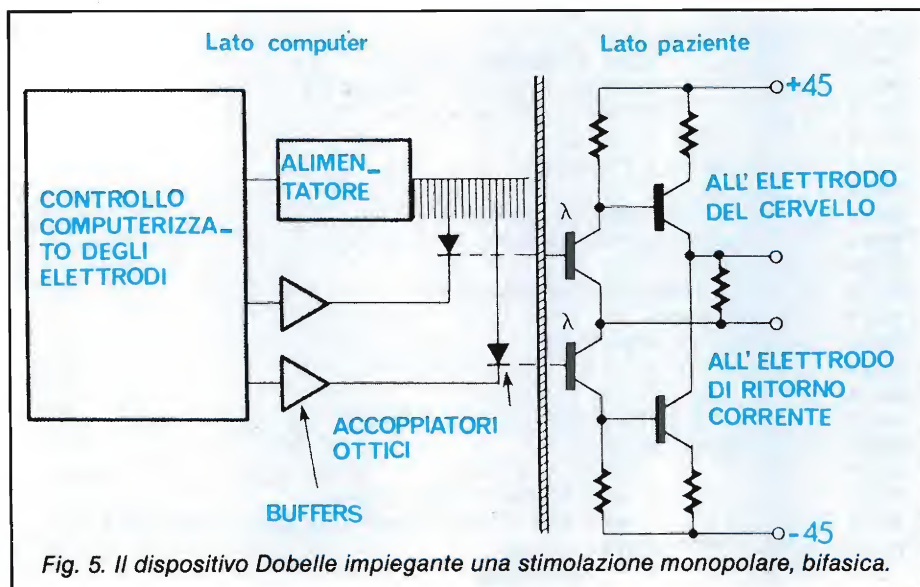 Lato computer
Lato paziente
CONTROLLO
COMPUTERIZZA_
TO DEGLI
ELETTRODI
ALIMEN_
TATORE
ACCOPPIATORI
OTTICI
BUFFERS
λ
λ
+45
ALL' ELETTRODO
DEL CERVELLO
ALL' ELETTRODO
DI RITORNO
CORRENTE
-45
Fig. 5. Il dispositivo Dobelle impiegante una stimolazione monopolare, bifasica.